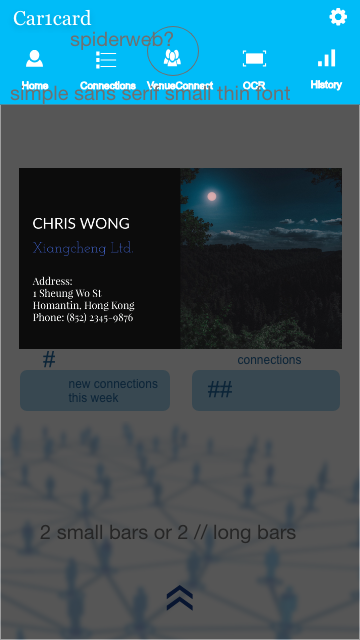 Car1card
spiderweb?
Home
Connections
VenueConnect
OCR
History
simple sans serif small thin font
CHRIS WONG
Xiangcheng Ltd.
Address:
1 Sheung Wo St
Homantin, Hong Kong
Phone: (852) 2345-9876
#
connections
new connections
this week
##
2 small bars or 2 // long bars